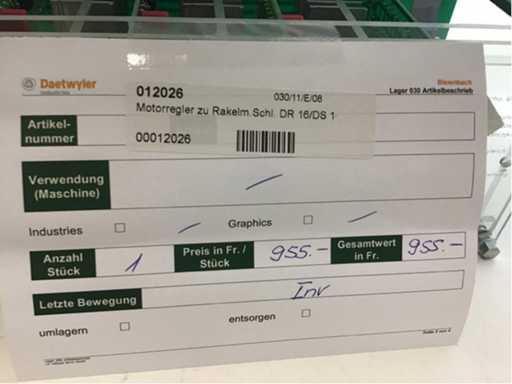 Daetwyler
Bleienbach
Lager 030 Artikelbeschrieb
012026
030/11/E/06
Motorregler zu Rakelm.Schl. DR 16/DS 1
00012026
Artikel-
nummer
Verwendung
(Maschine)
Industries
Graphics
Anzahl
Stück
1
Preis in Fr. /
Stück
955.-
Gesamtwert
in Fr.
955.-
Letzte Bewegung
Inv
umlagern
entsorgen